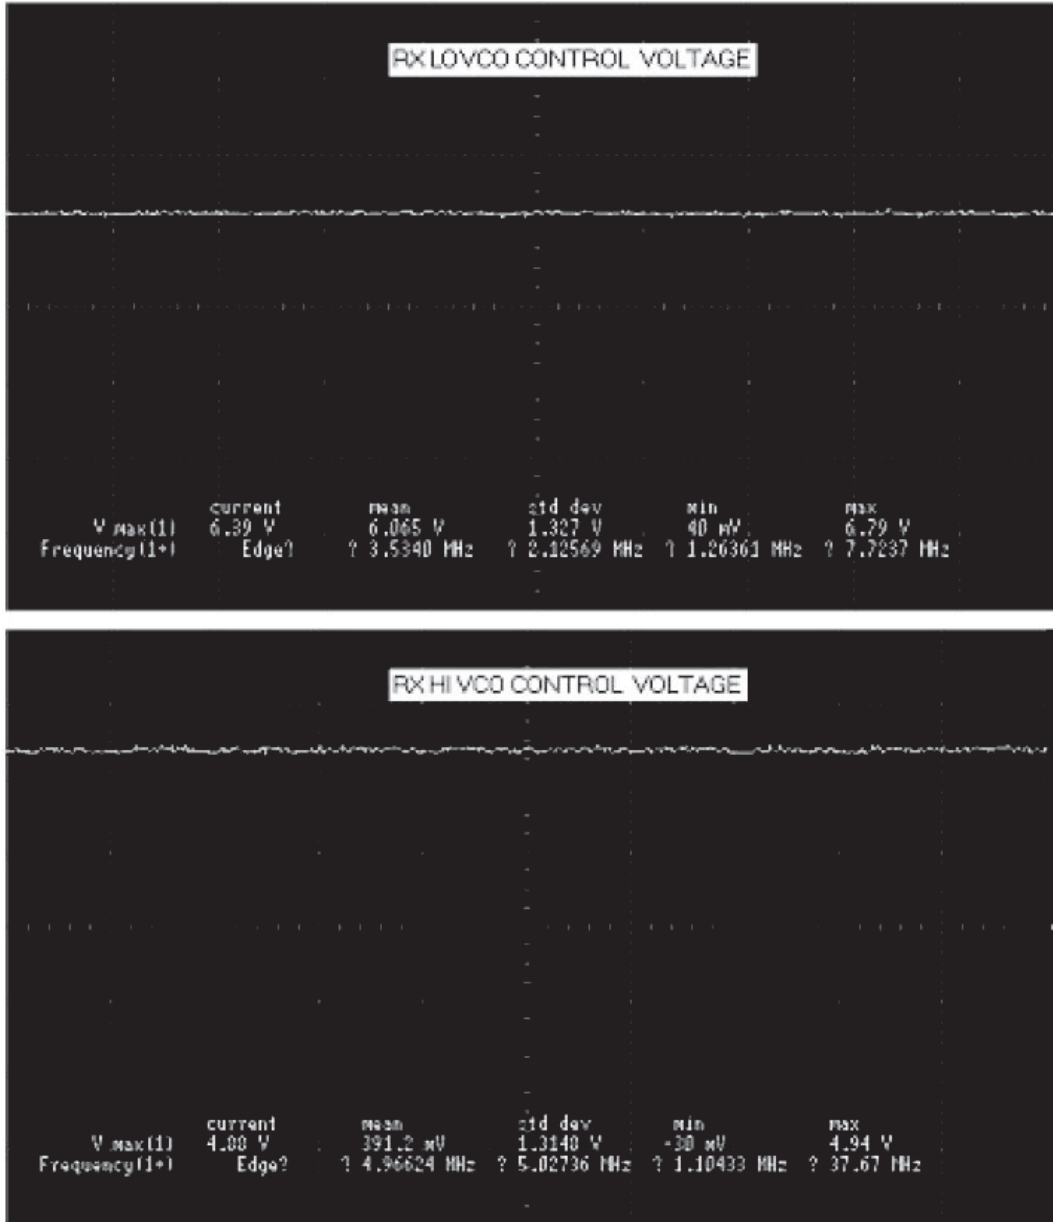 RX LO VCO CONTROL VOLTAGE
current mean std dev min max
V max(1) 6.39 V 6.065 V 1.327 V 40 mV 6.79 V
Frequency(1+) Edge? ? 3.5340 MHz ? 2.12569 MHz ? 1.26361 MHz ? 7.7237 MHz
RX HI VCO CONTROL VOLTAGE
current mean std dev min max
V max(1) 4.88 V 391.2 mV 1.3140 V -30 mV 4.94 V
Frequency(1+) Edge? ? 4.96624 MHz ? 5.02736 MHz ? 1.10433 MHz ? 37.67 MHz